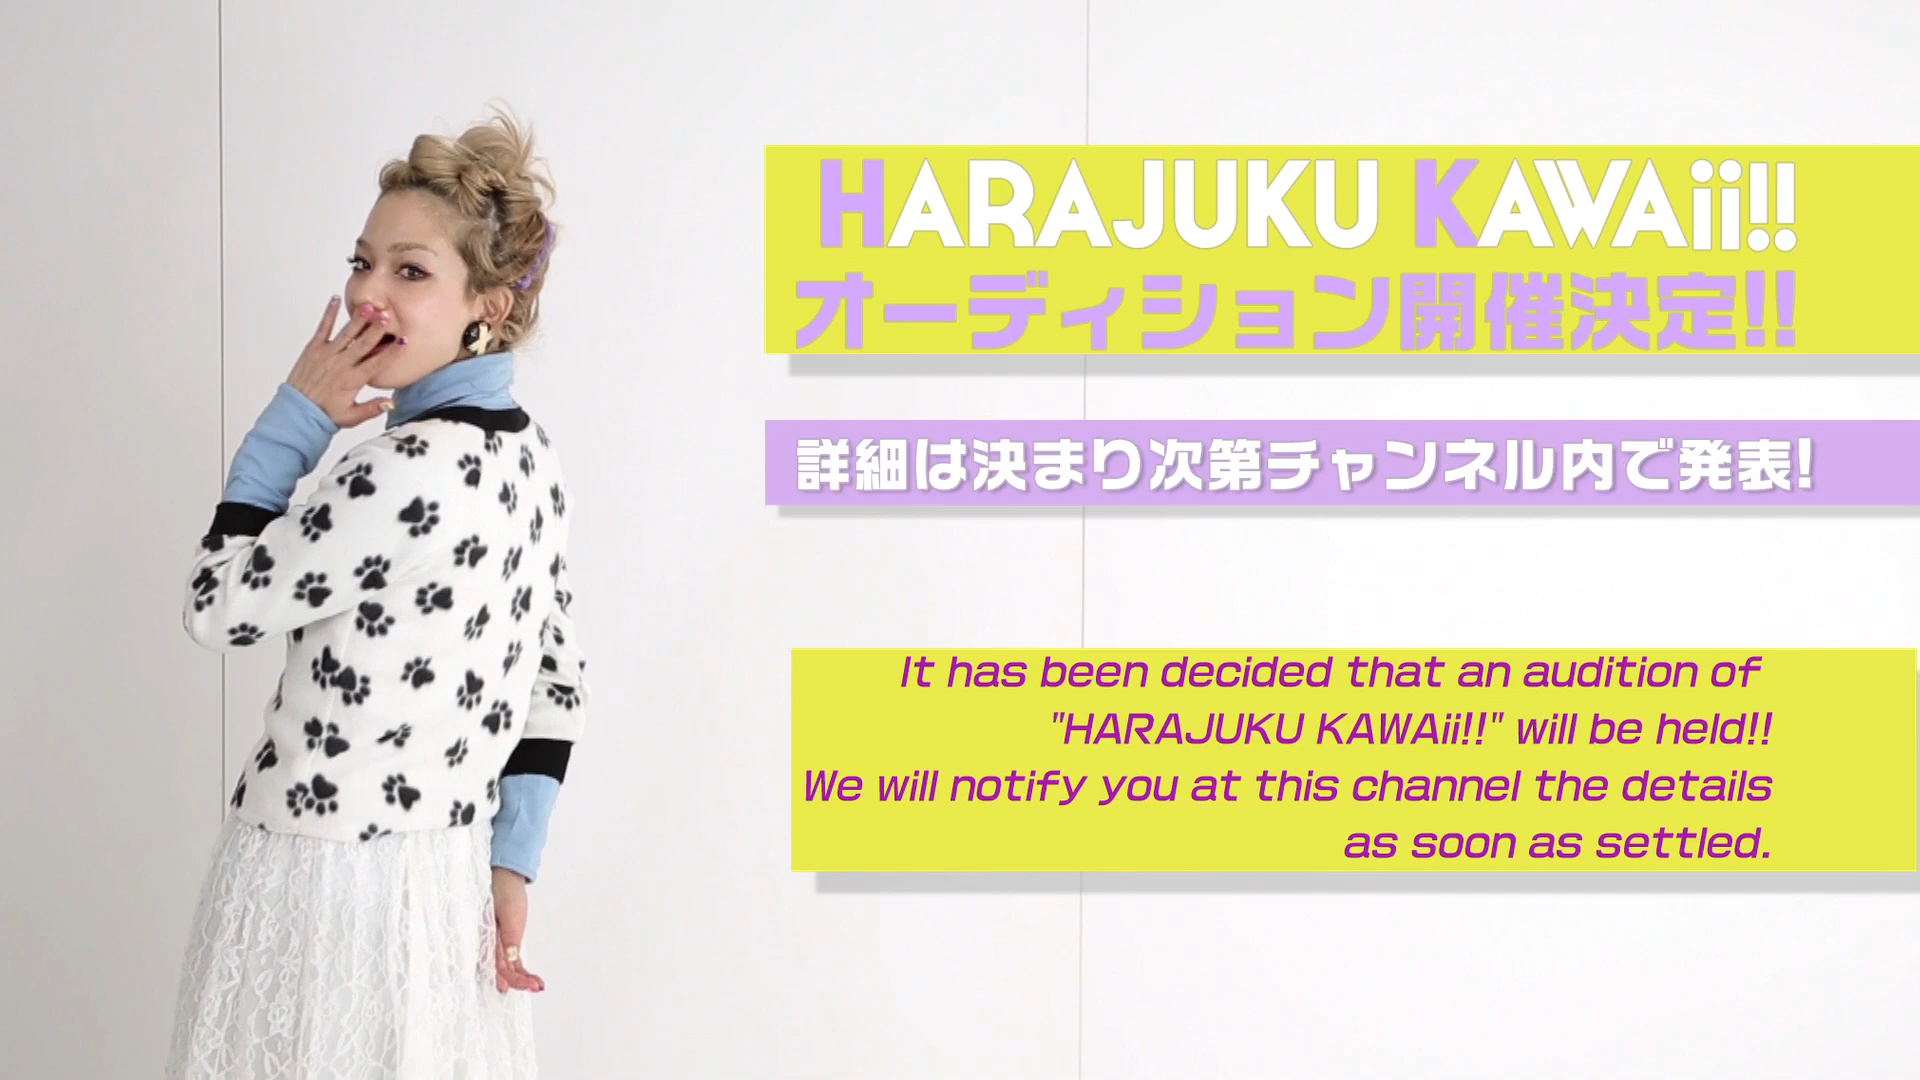 HARAJUKU KAWAii!!
オーディション開催決定!!
詳細は決まり次第チャンネル内で発表!
It has been decided that an audition of
"HARAJUKU KAWAii!!" will be held!!
We will notify you at this channel the details
as soon as settled.